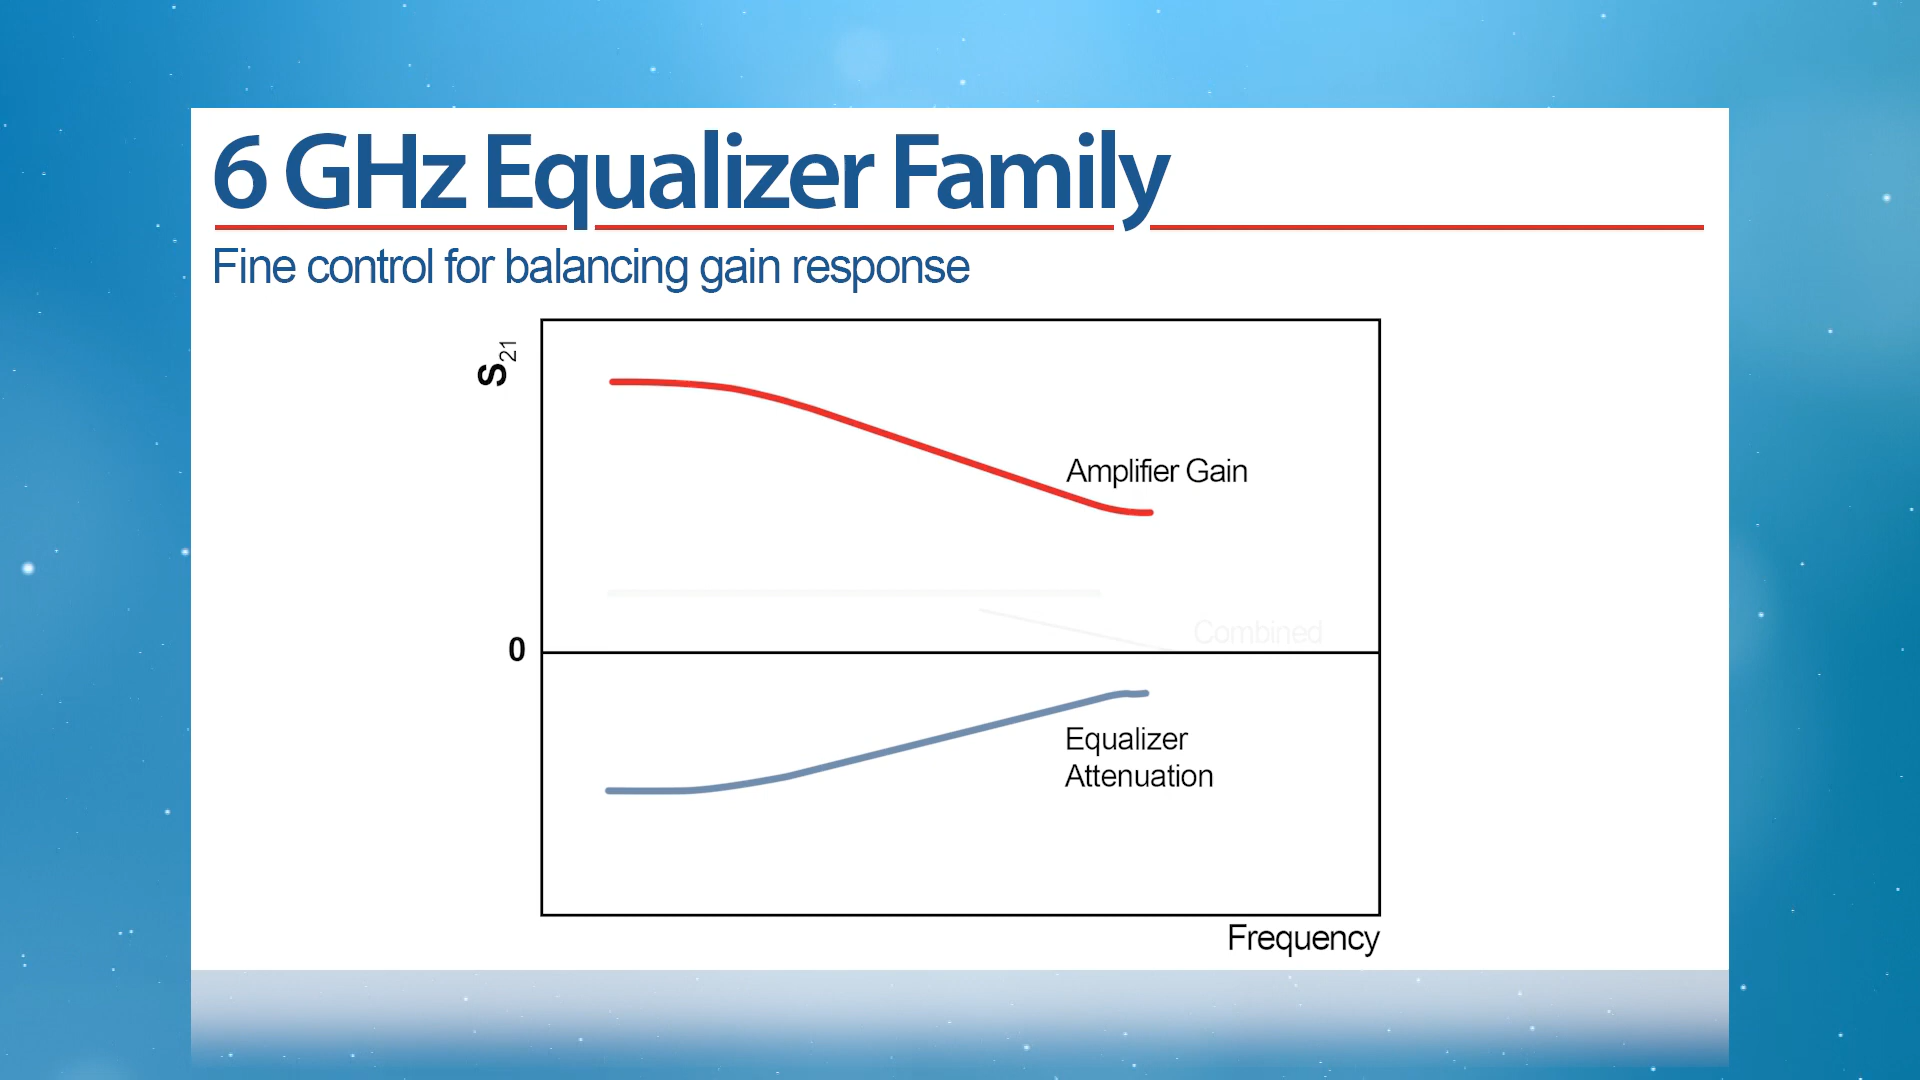 6 GHz Equalizer Family
Fine control for balancing gain response
S21
Amplifier Gain
Combined
0
Equalizer
Attenuation
Frequency